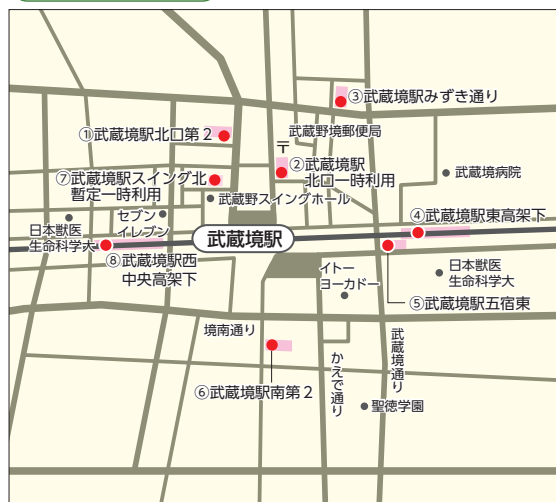 ③武蔵境駅みずき通り
①武蔵境駅北口第2
武蔵野境郵便局
〒
②武蔵境駅
北口一時利用
⑦武蔵境駅スイング北
暫定一時利用
武蔵境病院
武蔵野スイングホール
セブン
イレブン
日本獣医
生命科学大
④武蔵境駅東高架下
武蔵境駅
⑧武蔵境駅西
中央高架下
イトー
ヨーカドー
日本獣医
生命科学大
⑤武蔵境駅五宿東
境南通り
武蔵境通り
かえで通り
⑥武蔵境駅南第2
聖徳学園